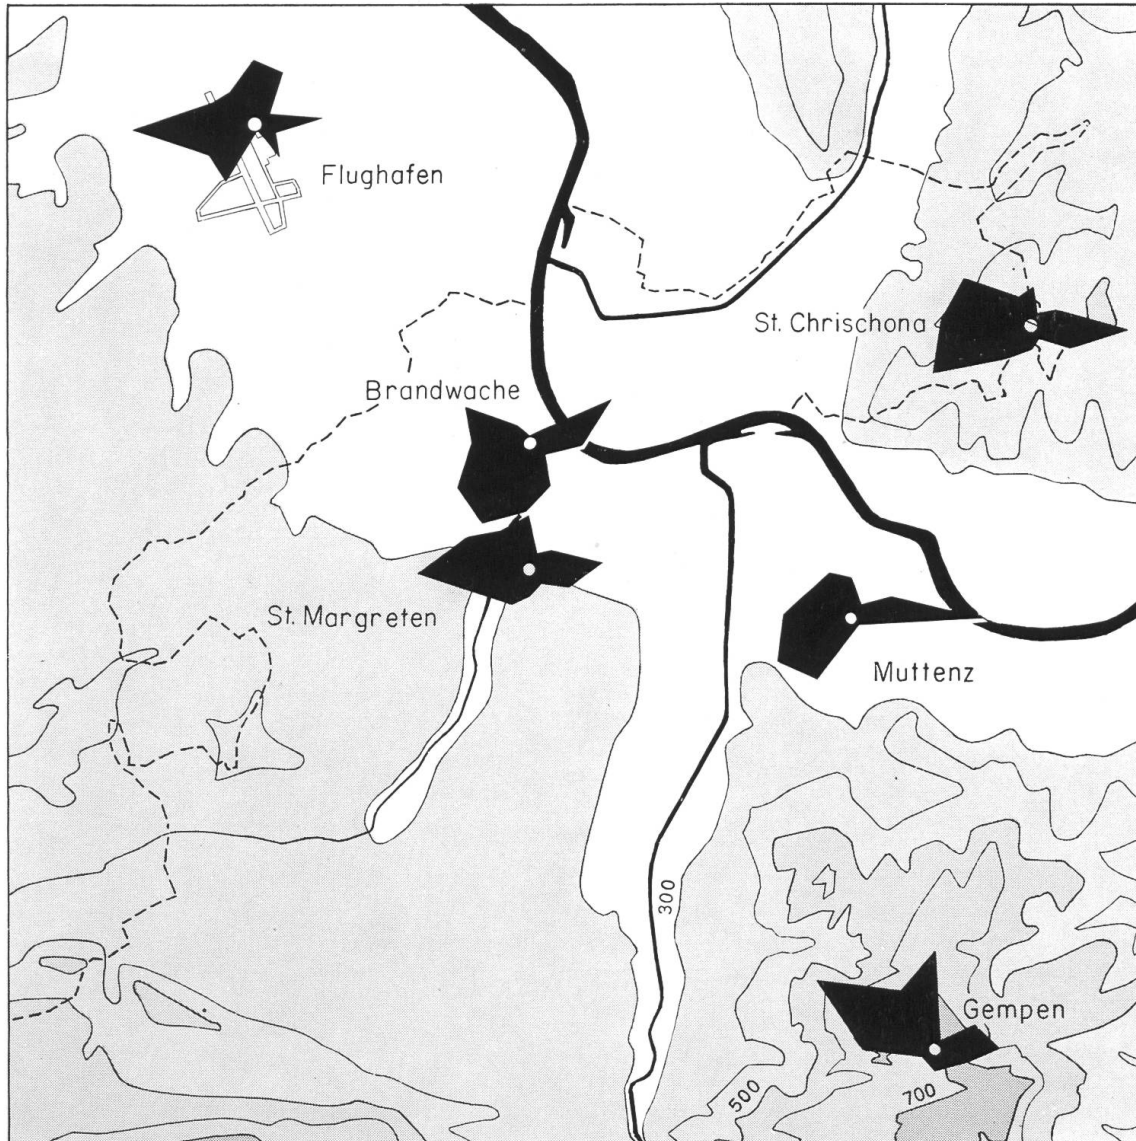 Flughafen
St. Chrischona
Brandwache
St. Margreten
Muttenz
300
Gempen
500
700